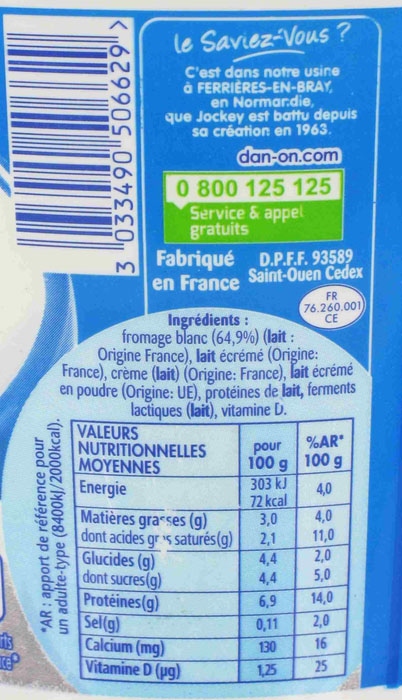 le Saviez-Vous ?
C'est dans notre usine
à FERRIÈRES-EN-BRAY,
en Normandie,
que Jockey est battu depuis
sa création en 1963.
dan-on.com
0 800 125 125
Service & appel
gratuits
Fabriqué
en France
D.P.F.F. 93589
Saint-Ouen Cedex
FR
76.260.001
CE
3 033490 506629 >
Ingrédients :
fromage blanc (64,9%) (lait :
Origine France), lait écrémé (Origine:
France), crème (lait) (Origine: France), lait écrémé
en poudre (Origine: UE), protéines de lait, ferments
lactiques (lait), vitamine D.
VALEURS
NUTRITIONNELLES
MOYENNES
pour
100 g
%AR*
100 g
Energie
303 kJ
72 kcal
4,0
Matières grasses (g) 3,0 4,0
dont acides gras saturés(g) 2,1 11,0
Glucides (g) 4,4 2,0
dont sucres(g) 4,4 5,0
Protéines(g) 6,9 14,0
Sel(g) 0,11 2,0
Calcium (mg) 130 16
Vitamine D (µg) 1,25 25
*AR : apport de référence pour
un adulte-type (8400kJ/2000kcal).